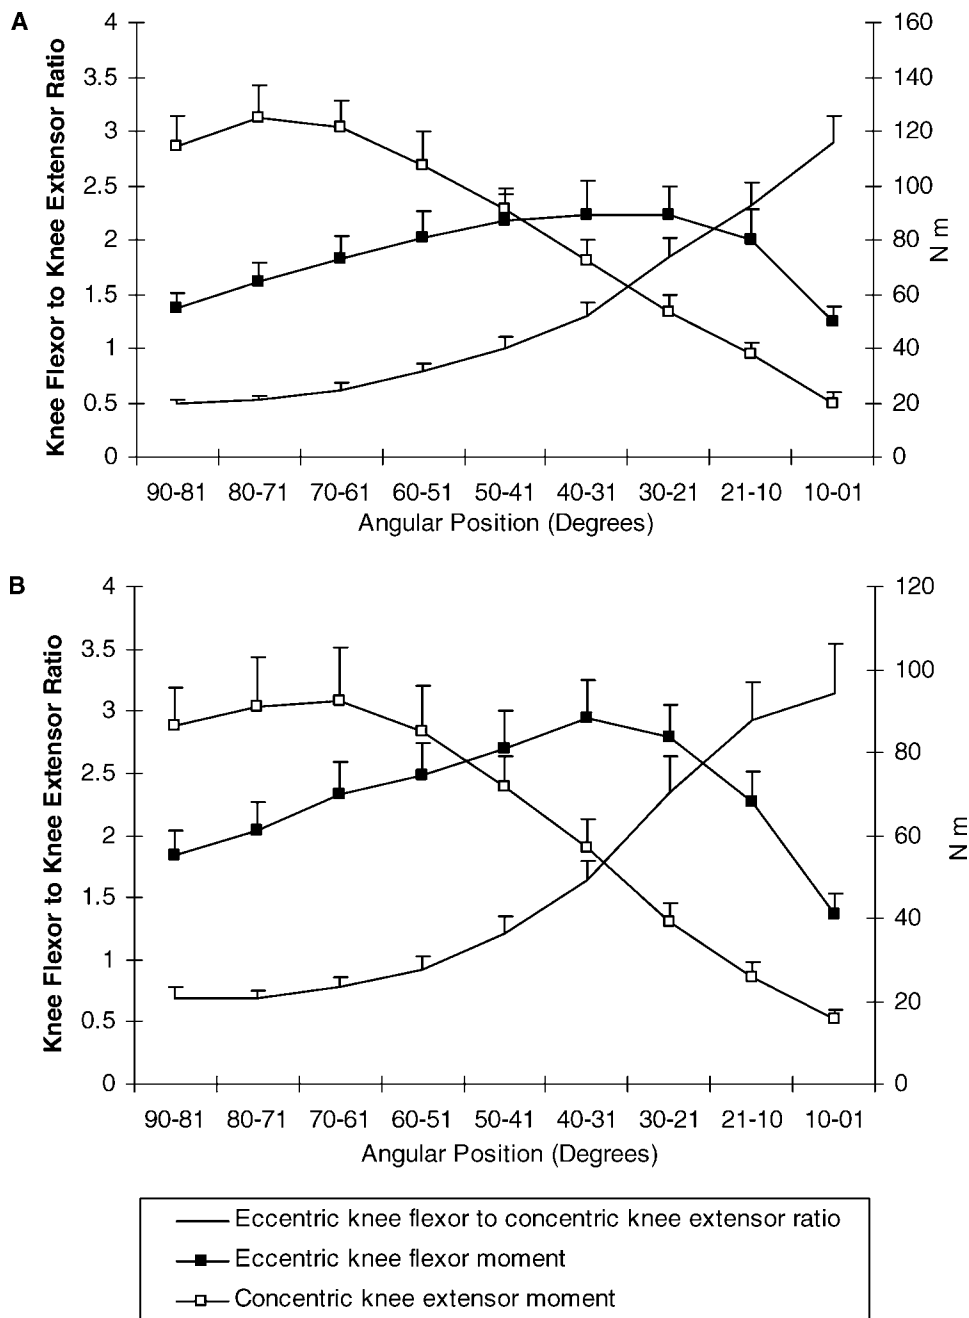 A
Knee Flexor to Knee Extensor Ratio
4
3.5
3
2.5
2
1.5
1
0.5
0
160
140
120
100
80
60
40
20
0
N m
90-81 80-71 70-61 60-51 50-41 40-31 30-21 21-10 10-01
Angular Position (Degrees)
B
Knee Flexor to Knee Extensor Ratio
4
3.5
3
2.5
2
1.5
1
0.5
0
120
100
80
60
40
20
0
N m
90-81 80-71 70-61 60-51 50-41 40-31 30-21 21-10 10-01
Angular Position (Degrees)
Eccentric knee flexor to concentric knee extensor ratio
Eccentric knee flexor moment
Concentric knee extensor moment